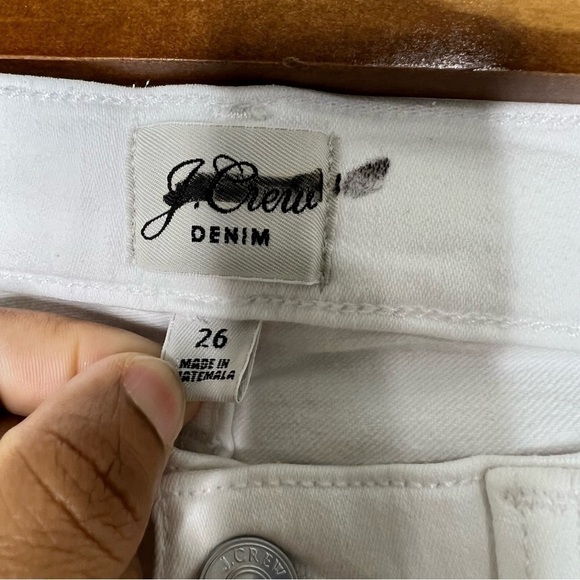 J.Crew
DENIM
26
MADE IN
GUATEMALA
J.CREW